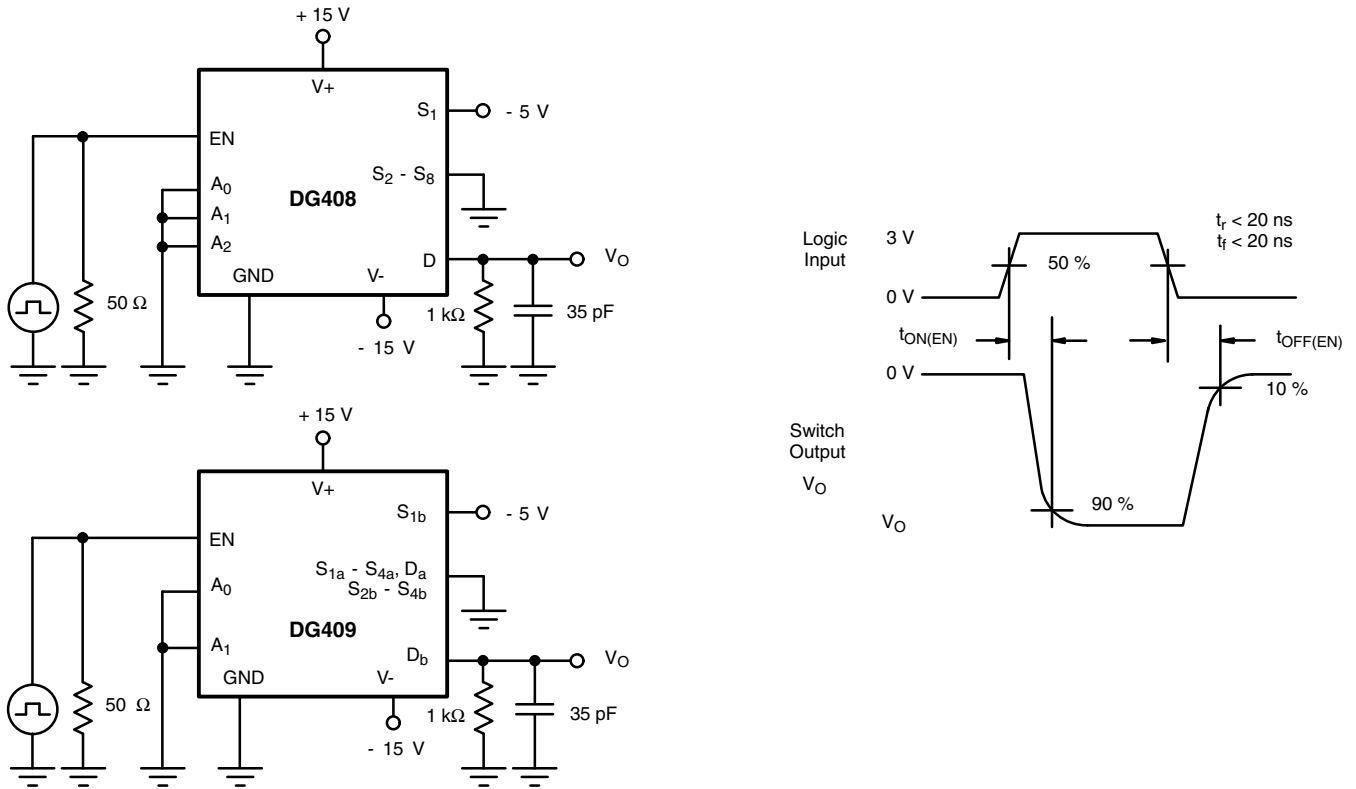 + 15 V
V+
S1
- 5 V
EN
A0
S2 - S8
DG408
A1
A2
D
VO
GND
V-
50 Ω
1 kΩ
35 pF
- 15 V
+ 15 V
V+
S1b
- 5 V
EN
A0
S1a - S4a, Da
S2b - S4b
DG409
A1
Db
VO
GND
V-
50 Ω
1 kΩ
35 pF
- 15 V
Logic
Input
3 V
50 %
tr < 20 ns
tf < 20 ns
0 V
tON(EN)
tOFF(EN)
0 V
10 %
Switch
Output
VO
90 %
VO